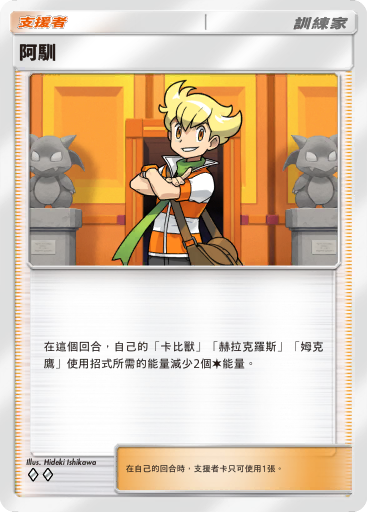 支援者
訓練家
阿馴
在這個回合，自己的「卡比獸」「赫拉克羅斯」「姆克
鷹」使用招式所需的能量減少2個✶能量。
Illus. Hideki Ishikawa
在自己的回合時，支援者卡只可使用1張。